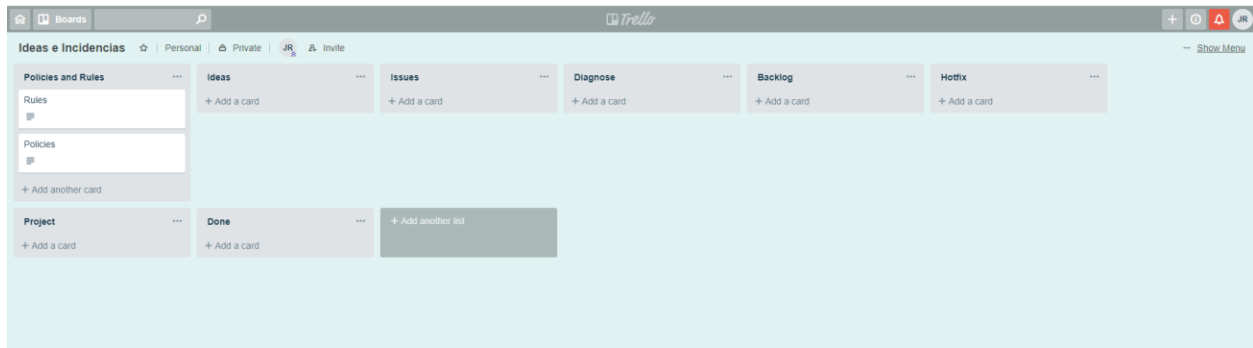 Boards
Trello
JR
Ideas e Incidencias Personal Private JR Invite ... Show Menu
Policies and Rules ...
Rules
Policies
+ Add another card
Ideas ...
+ Add a card
Issues ...
+ Add a card
Diagnose ...
+ Add a card
Backlog ...
+ Add a card
Hotfix ...
+ Add a card
Project ...
+ Add a card
Done ...
+ Add a card
+ Add another list